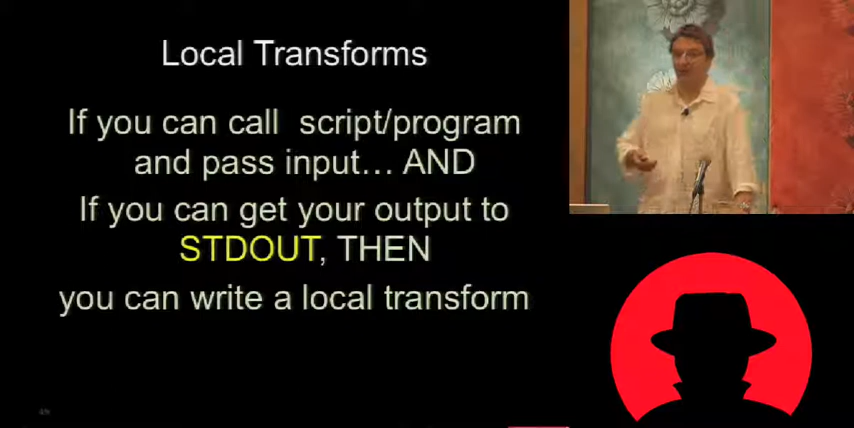 Local Transforms
If you can call script/program
and pass input… AND
If you can get your output to
STDOUT, THEN
you can write a local transform